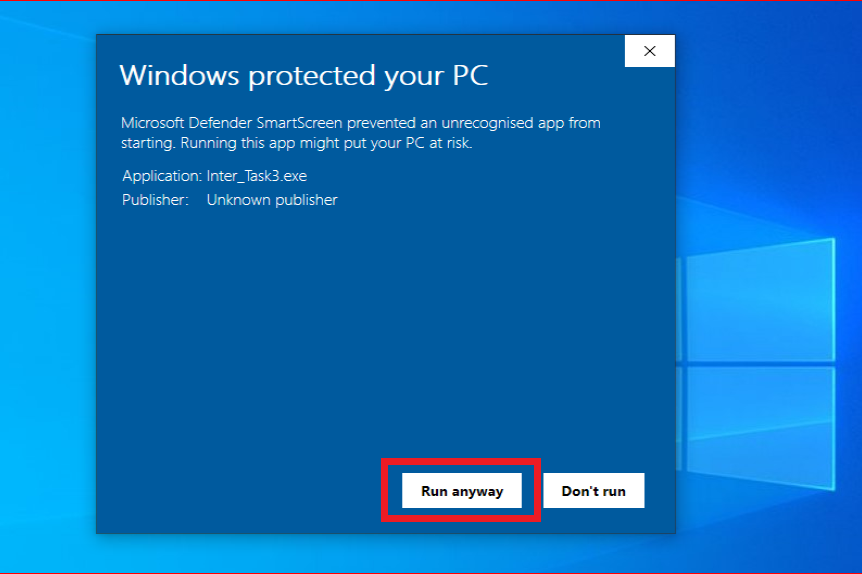 Windows protected your PC
Microsoft Defender SmartScreen prevented an unrecognised app from
starting. Running this app might put your PC at risk.
Application: Inter_Task3.exe
Publisher: Unknown publisher
Run anyway Don't run